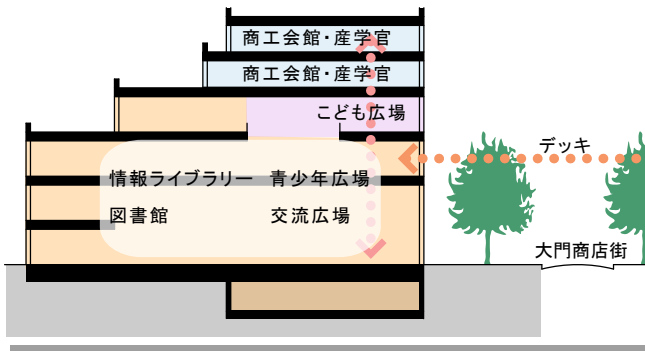 商工会館・産学官
商工会館・産学官
こども広場
デッキ
情報ライブラリー 青少年広場
図書館 交流広場
大門商店街